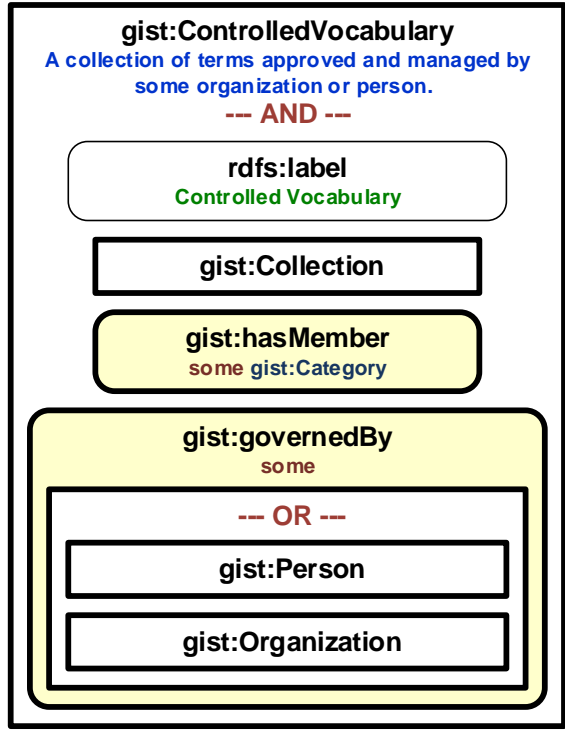 gist:ControlledVocabulary
A collection of terms approved and managed by
some organization or person.
--- AND ---
rdfs:label
Controlled Vocabulary
gist:Collection
gist:hasMember
some gist:Category
gist:governedBy
some
--- OR ---
gist:Person
gist:Organization